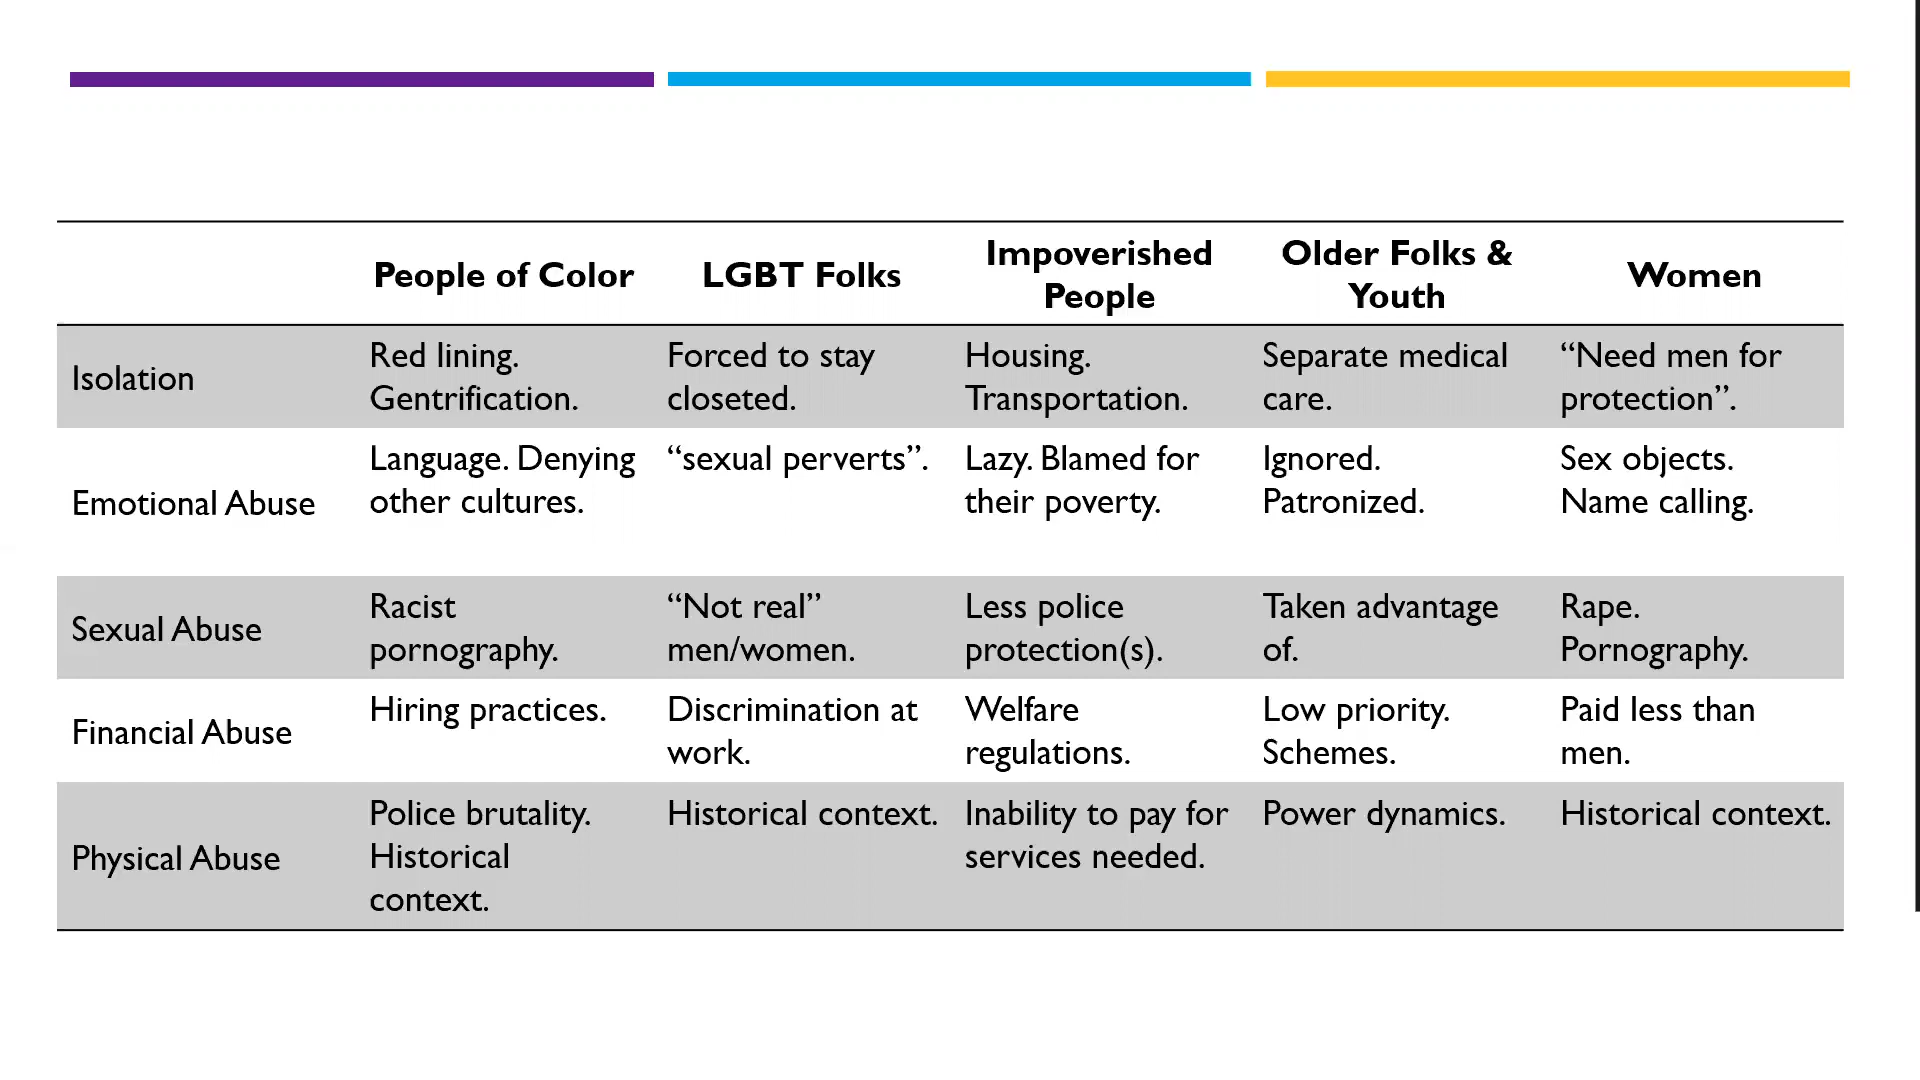 People of Color
LGBT Folks
Impoverished
People
Older Folks &
Youth
Women
Isolation
Red lining.
Gentrification.
Forced to stay
closeted.
Housing.
Transportation.
Separate medical
care.
“Need men for
protection”.
Emotional Abuse
Language. Denying
other cultures.
“sexual perverts”.
Lazy. Blamed for
their poverty.
Ignored.
Patronized.
Sex objects.
Name calling.
Sexual Abuse
Racist
pornography.
“Not real”
men/women.
Less police
protection(s).
Taken advantage
of.
Rape.
Pornography.
Financial Abuse
Hiring practices.
Discrimination at
work.
Welfare
regulations.
Low priority.
Schemes.
Paid less than
men.
Physical Abuse
Police brutality.
Historical
context.
Historical context.
Inability to pay for
services needed.
Power dynamics.
Historical context.